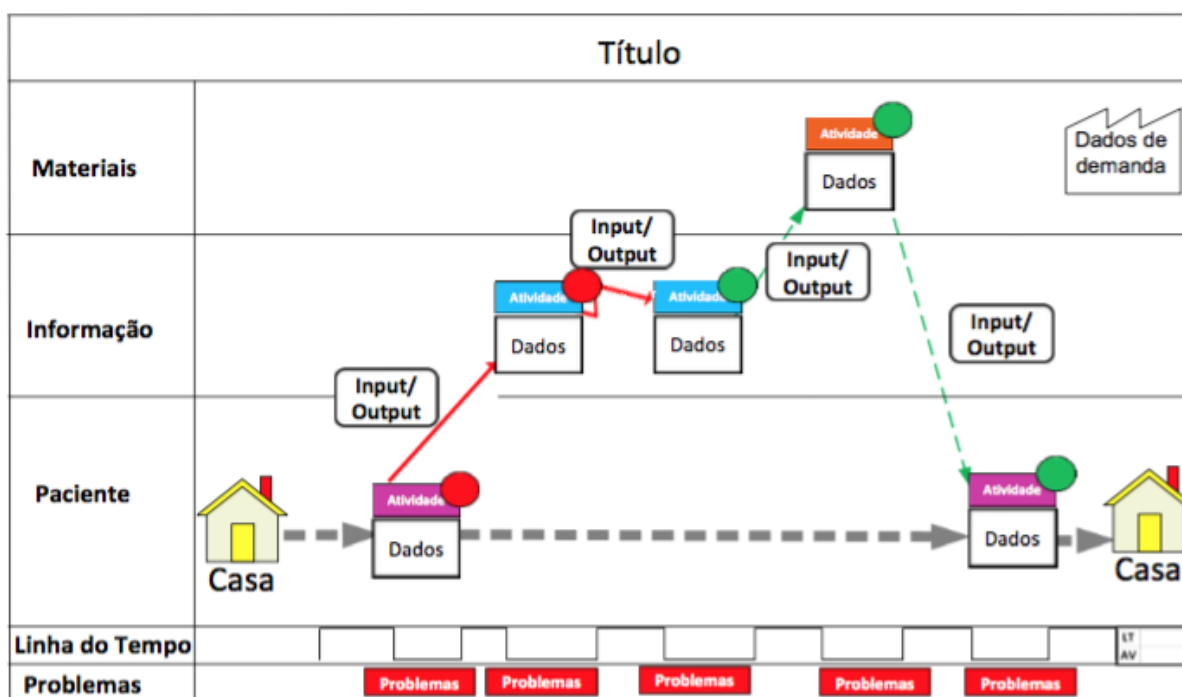 Título
Materiais
Atividade
Dados
Dados de
demanda
Input/
Output
Input/
Output
Informação
Atividade
Dados
Atividade
Dados
Input/
Output
Input/
Output
Paciente
Casa
Atividade
Dados
Atividade
Dados
Casa
Linha do Tempo
LT
AV
Problemas
Problemas
Problemas
Problemas
Problemas
Problemas